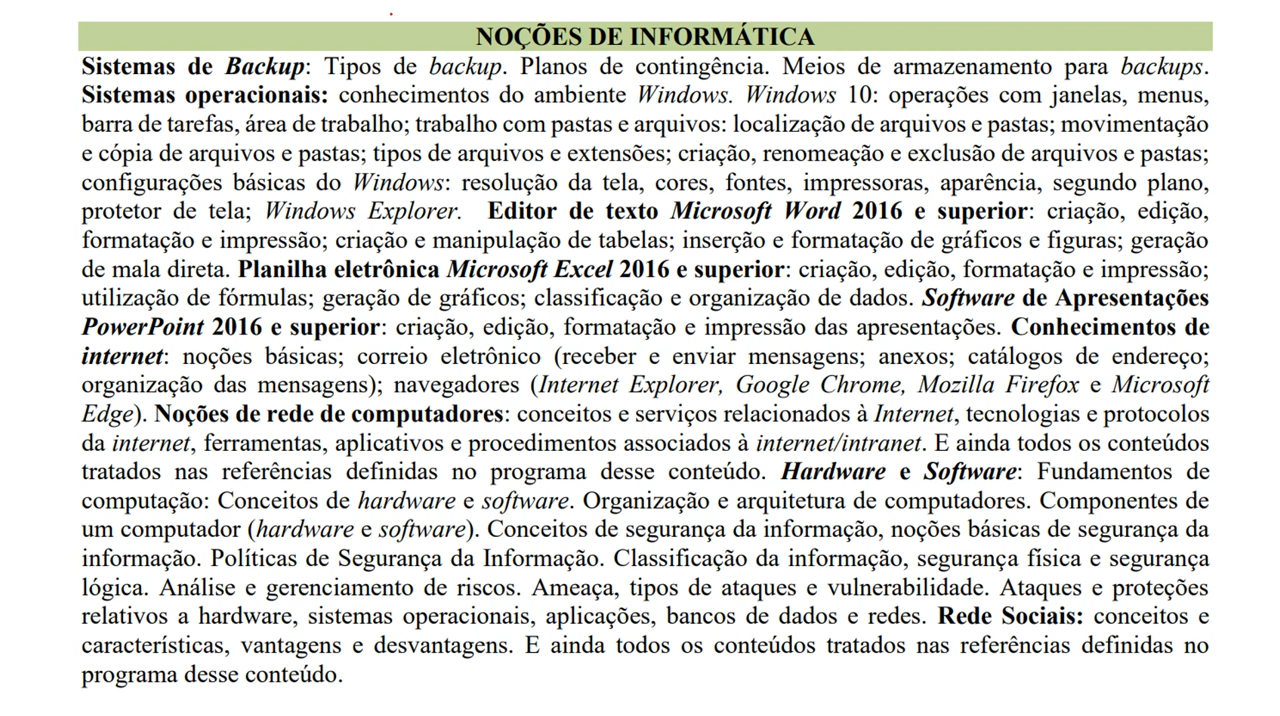 NOÇÕES DE INFORMÁTICA
Sistemas de Backup: Tipos de backup. Planos de contingência. Meios de armazenamento para backups.
Sistemas operacionais: conhecimentos do ambiente Windows. Windows 10: operações com janelas, menus,
barra de tarefas, área de trabalho; trabalho com pastas e arquivos: localização de arquivos e pastas; movimentação
e cópia de arquivos e pastas; tipos de arquivos e extensões; criação, renomeação e exclusão de arquivos e pastas;
configurações básicas do Windows: resolução da tela, cores, fontes, impressoras, aparência, segundo plano,
protetor de tela; Windows Explorer. Editor de texto Microsoft Word 2016 e superior: criação, edição,
formatação e impressão; criação e manipulação de tabelas; inserção e formatação de gráficos e figuras; geração
de mala direta. Planilha eletrônica Microsoft Excel 2016 e superior: criação, edição, formatação e impressão;
utilização de fórmulas; geração de gráficos; classificação e organização de dados. Software de Apresentações
PowerPoint 2016 e superior: criação, edição, formatação e impressão das apresentações. Conhecimentos de
internet: noções básicas; correio eletrônico (receber e enviar mensagens; anexos; catálogos de endereço;
organização das mensagens); navegadores (Internet Explorer, Google Chrome, Mozilla Firefox e Microsoft
Edge). Noções de rede de computadores: conceitos e serviços relacionados à Internet, tecnologias e protocolos
da internet, ferramentas, aplicativos e procedimentos associados à internet/intranet. E ainda todos os conteúdos
tratados nas referências definidas no programa desse conteúdo. Hardware e Software: Fundamentos de
computação: Conceitos de hardware e software. Organização e arquitetura de computadores. Componentes de
um computador (hardware e software). Conceitos de segurança da informação, noções básicas de segurança da
informação. Políticas de Segurança da Informação. Classificação da informação, segurança física e segurança
lógica. Análise e gerenciamento de riscos. Ameaça, tipos de ataques e vulnerabilidade. Ataques e proteções
relativos a hardware, sistemas operacionais, aplicações, bancos de dados e redes. Rede Sociais: conceitos e
características, vantagens e desvantagens. E ainda todos os conteúdos tratados nas referências definidas no
programa desse conteúdo.